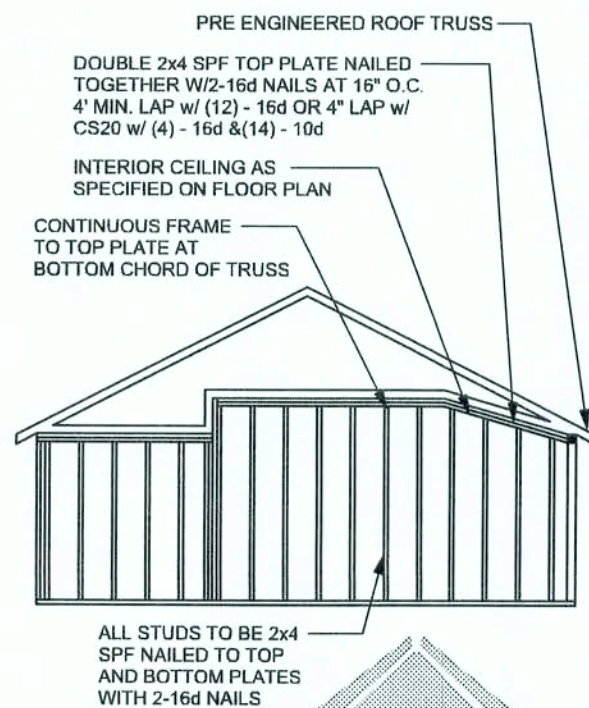 PRE ENGINEERED ROOF TRUSS
DOUBLE 2x4 SPF TOP PLATE NAILED
TOGETHER W/2-16d NAILS AT 16" O.C.
4' MIN. LAP w/ (12) - 16d OR 4" LAP w/
CS20 w/ (4) - 16d &(14) - 10d
INTERIOR CEILING AS
SPECIFIED ON FLOOR PLAN
CONTINUOUS FRAME
TO TOP PLATE AT
BOTTOM CHORD OF TRUSS
ALL STUDS TO BE 2x4
SPF NAILED TO TOP
AND BOTTOM PLATES
WITH 2-16d NAILS